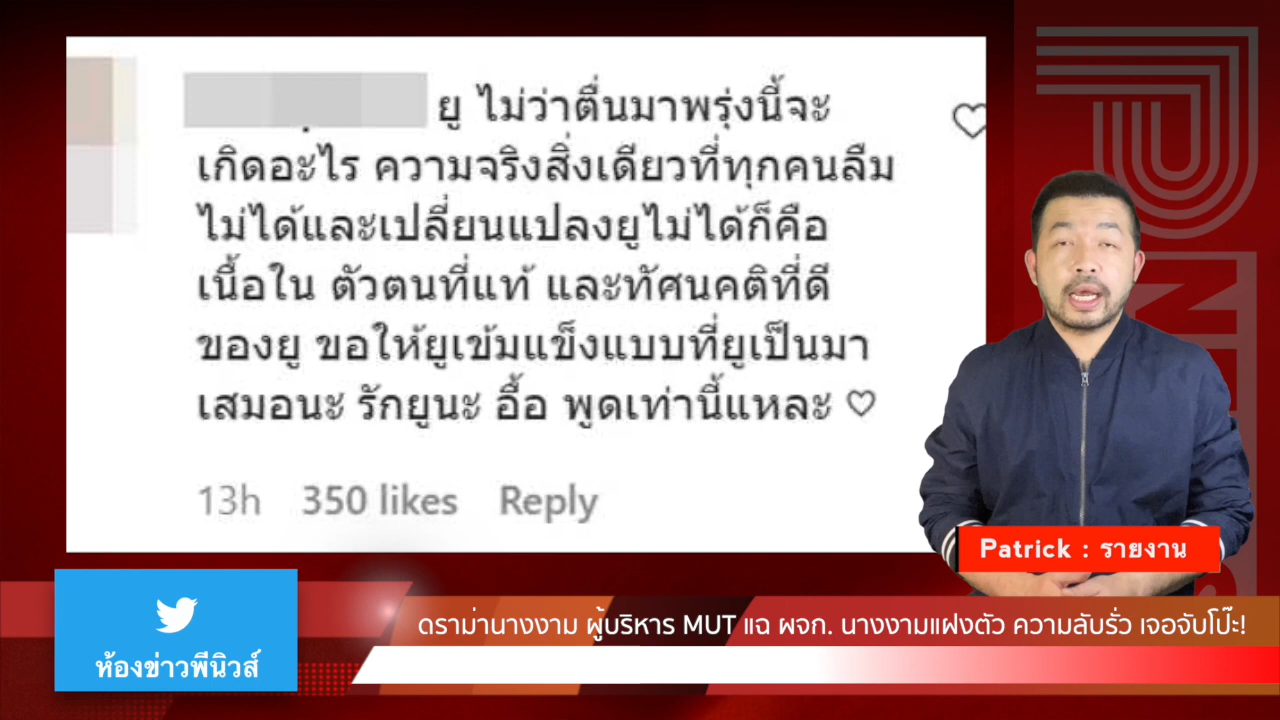 ยู ไม่ว่าตื่นมาพรุ่งนี้จะ
เกิดอะไร ความจริงสิ่งเดียวที่ทุกคนลืม
ไม่ได้และเปลี่ยนแปลงยูไม่ได้ก็คือ
เนื้อใน ตัวตนที่แท้ และทัศนคติที่ดี
ของยู ขอให้ยูเข้มแข็งแบบที่ยูเป็นมา
เสมอนะ รักยูนะ อื้อ พูดเท่านี้แหละ ♡
13h 350 likes Reply
Patrick : รายงาน
ดราม่านางงาม ผู้บริหาร MUT แฉ ผจก. นางงามแฝงตัว ความลับรั่ว เจอจับโป๊ะ!
ห้องข่าวพีนิวส์